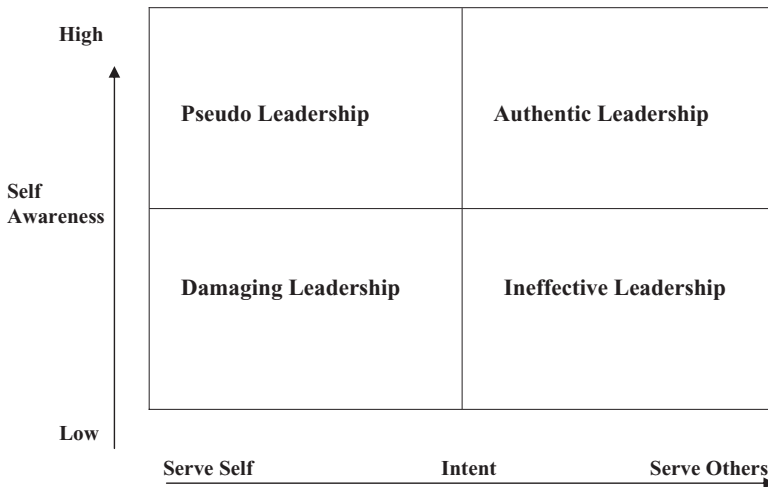 High
Pseudo Leadership
Authentic Leadership
Self
Awareness
Damaging Leadership
Ineffective Leadership
Low
Serve Self
Intent
Serve Others